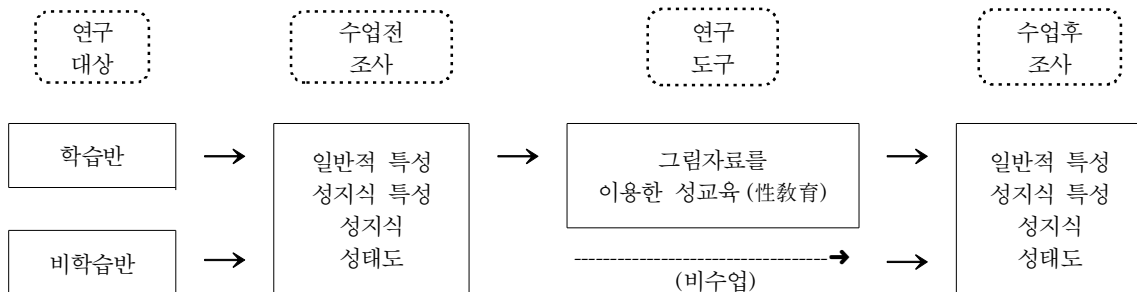 연구
대상
수업전
조사
연구
도구
수업후
조사
학습반
일반적 특성
성지식 특성
성지식
성태도
그림자료를
이용한 성교육(性敎育)
일반적 특성
성지식 특성
성지식
성태도
비학습반
(비수업)